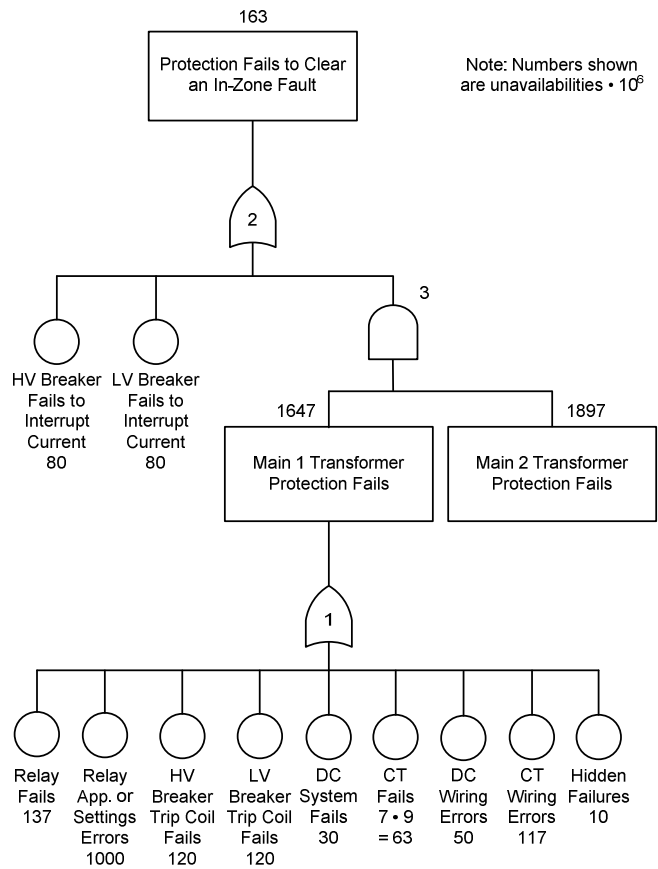 163
Protection Fails to Clear
an In-Zone Fault
Note: Numbers shown
are unavailabilities • 10⁶
2
3
HV Breaker
Fails to
Interrupt
Current
80
LV Breaker
Fails to
Interrupt
Current
80
1647
Main 1 Transformer
Protection Fails
1897
Main 2 Transformer
Protection Fails
1
Relay
Fails
137
Relay
App. or
Settings
Errors
1000
HV
Breaker
Trip Coil
Fails
120
LV
Breaker
Trip Coil
Fails
120
DC
System
Fails
30
CT
Fails
7 • 9
= 63
DC
Wiring
Errors
50
CT
Wiring
Errors
117
Hidden
Failures
10